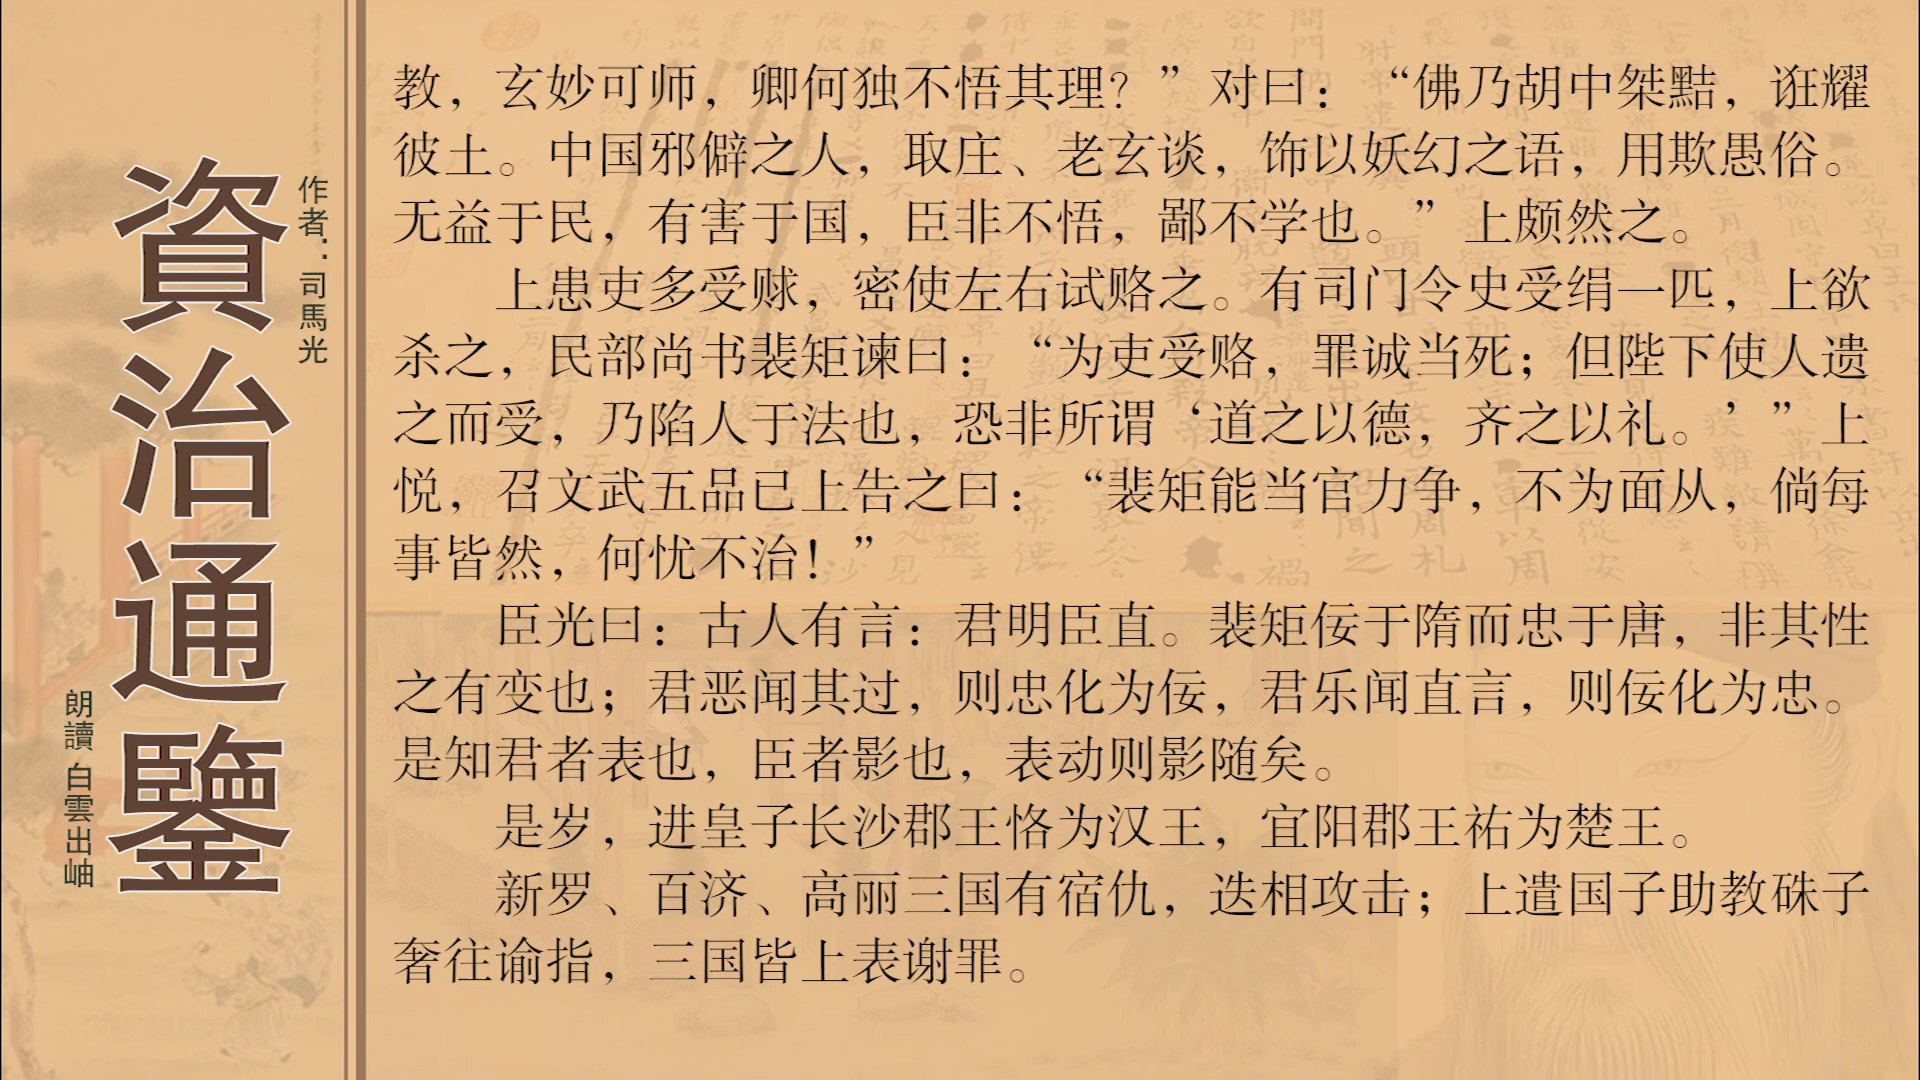 資治通鑒
作者：司馬光
朗讀 白雲出岫
教，玄妙可师，卿何独不悟其理？”对曰：“佛乃胡中桀黠，诳耀
彼土。中国邪僻之人，取庄、老玄谈，饰以妖幻之语，用欺愚俗。
无益于民，有害于国，臣非不悟，鄙不学也。”上颇然之。
上患吏多受赇，密使左右试赂之。有司门令史受绢一匹，上欲
杀之，民部尚书裴矩谏曰：“为吏受赂，罪诚当死；但陛下使人遗
之而受，乃陷人于法也，恐非所谓‘道之以德，齐之以礼。’”上
悦，召文武五品已上告之曰：“裴矩能当官力争，不为面从，倘每
事皆然，何忧不治！”
臣光曰：古人有言：君明臣直。裴矩佞于隋而忠于唐，非其性
之有变也；君恶闻其过，则忠化为佞，君乐闻直言，则佞化为忠。
是知君者表也，臣者影也，表动则影随矣。
是岁，进皇子长沙郡王恪为汉王，宜阳郡王祐为楚王。
新罗、百济、高丽三国有宿仇，迭相攻击；上遣国子助教硃子
奢往谕指，三国皆上表谢罪。